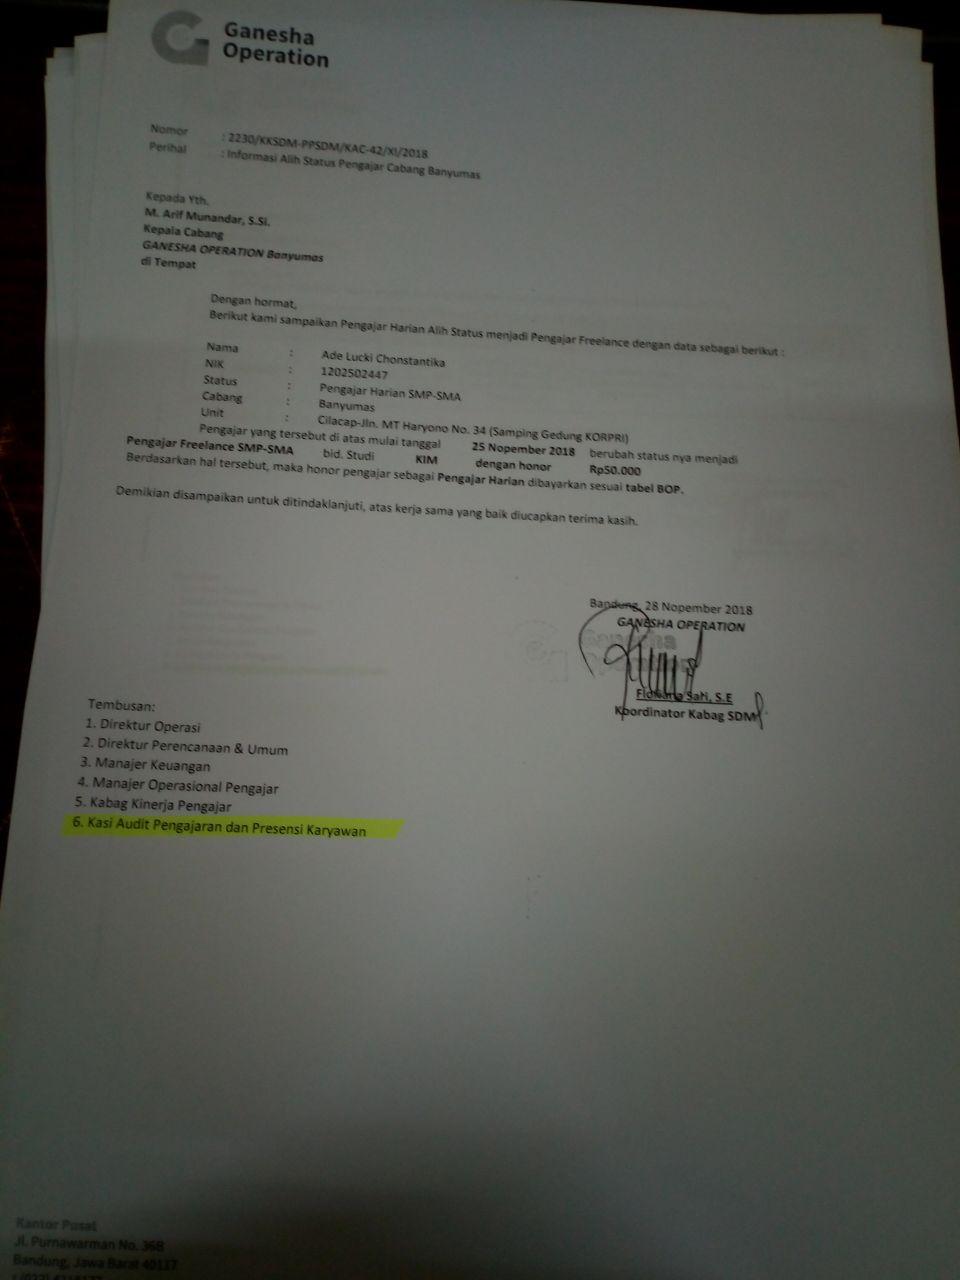 Ganesha
Operation
Nomor : 2230/KKSDM-PPSDM/KAC-42/XI/2018
Perihal : Informasi Alih Status Pengajar Cabang Banyumas
Kepada Yth.
M. Arif Munandar, S.Si.
Kepala Cabang
GANESHA OPERATION Banyumas
di Tempat
Dengan hormat,
Berikut kami sampaikan Pengajar Harian Alih Status menjadi Pengajar Freelance dengan data sebagai berikut :
Nama : Ade Lucki Chonstantika
NIK : 1202502447
Status : Pengajar Harian SMP-SMA
Cabang : Banyumas
Unit : Cilacap-Jln. MT Haryono No. 34 (Samping Gedung KORPRI)
Pengajar yang tersebut di atas mulai tanggal 25 Nopember 2018 berubah status nya menjadi
Pengajar Freelance SMP-SMA bid. Studi KIM dengan honor Rp50.000
Berdasarkan hal tersebut, maka honor pengajar sebagai Pengajar Harian dibayarkan sesuai tabel BOP.
Demikian disampaikan untuk ditindaklanjuti, atas kerja sama yang baik diucapkan terima kasih.
Bandung, 28 Nopember 2018
GANESHA OPERATION
Sari, S.E
Koordinator Kabag SDM
Tembusan:
1. Direktur Operasi
2. Direktur Perencanaan & Umum
3. Manajer Keuangan
4. Manajer Operasional Pengajar
5. Kabag Kinerja Pengajar
6. Kasi Audit Pengajaran dan Presensi Karyawan
Kantor Pusat
Jl. Purnawarman No. 36B
Bandung, Jawa Barat 40117